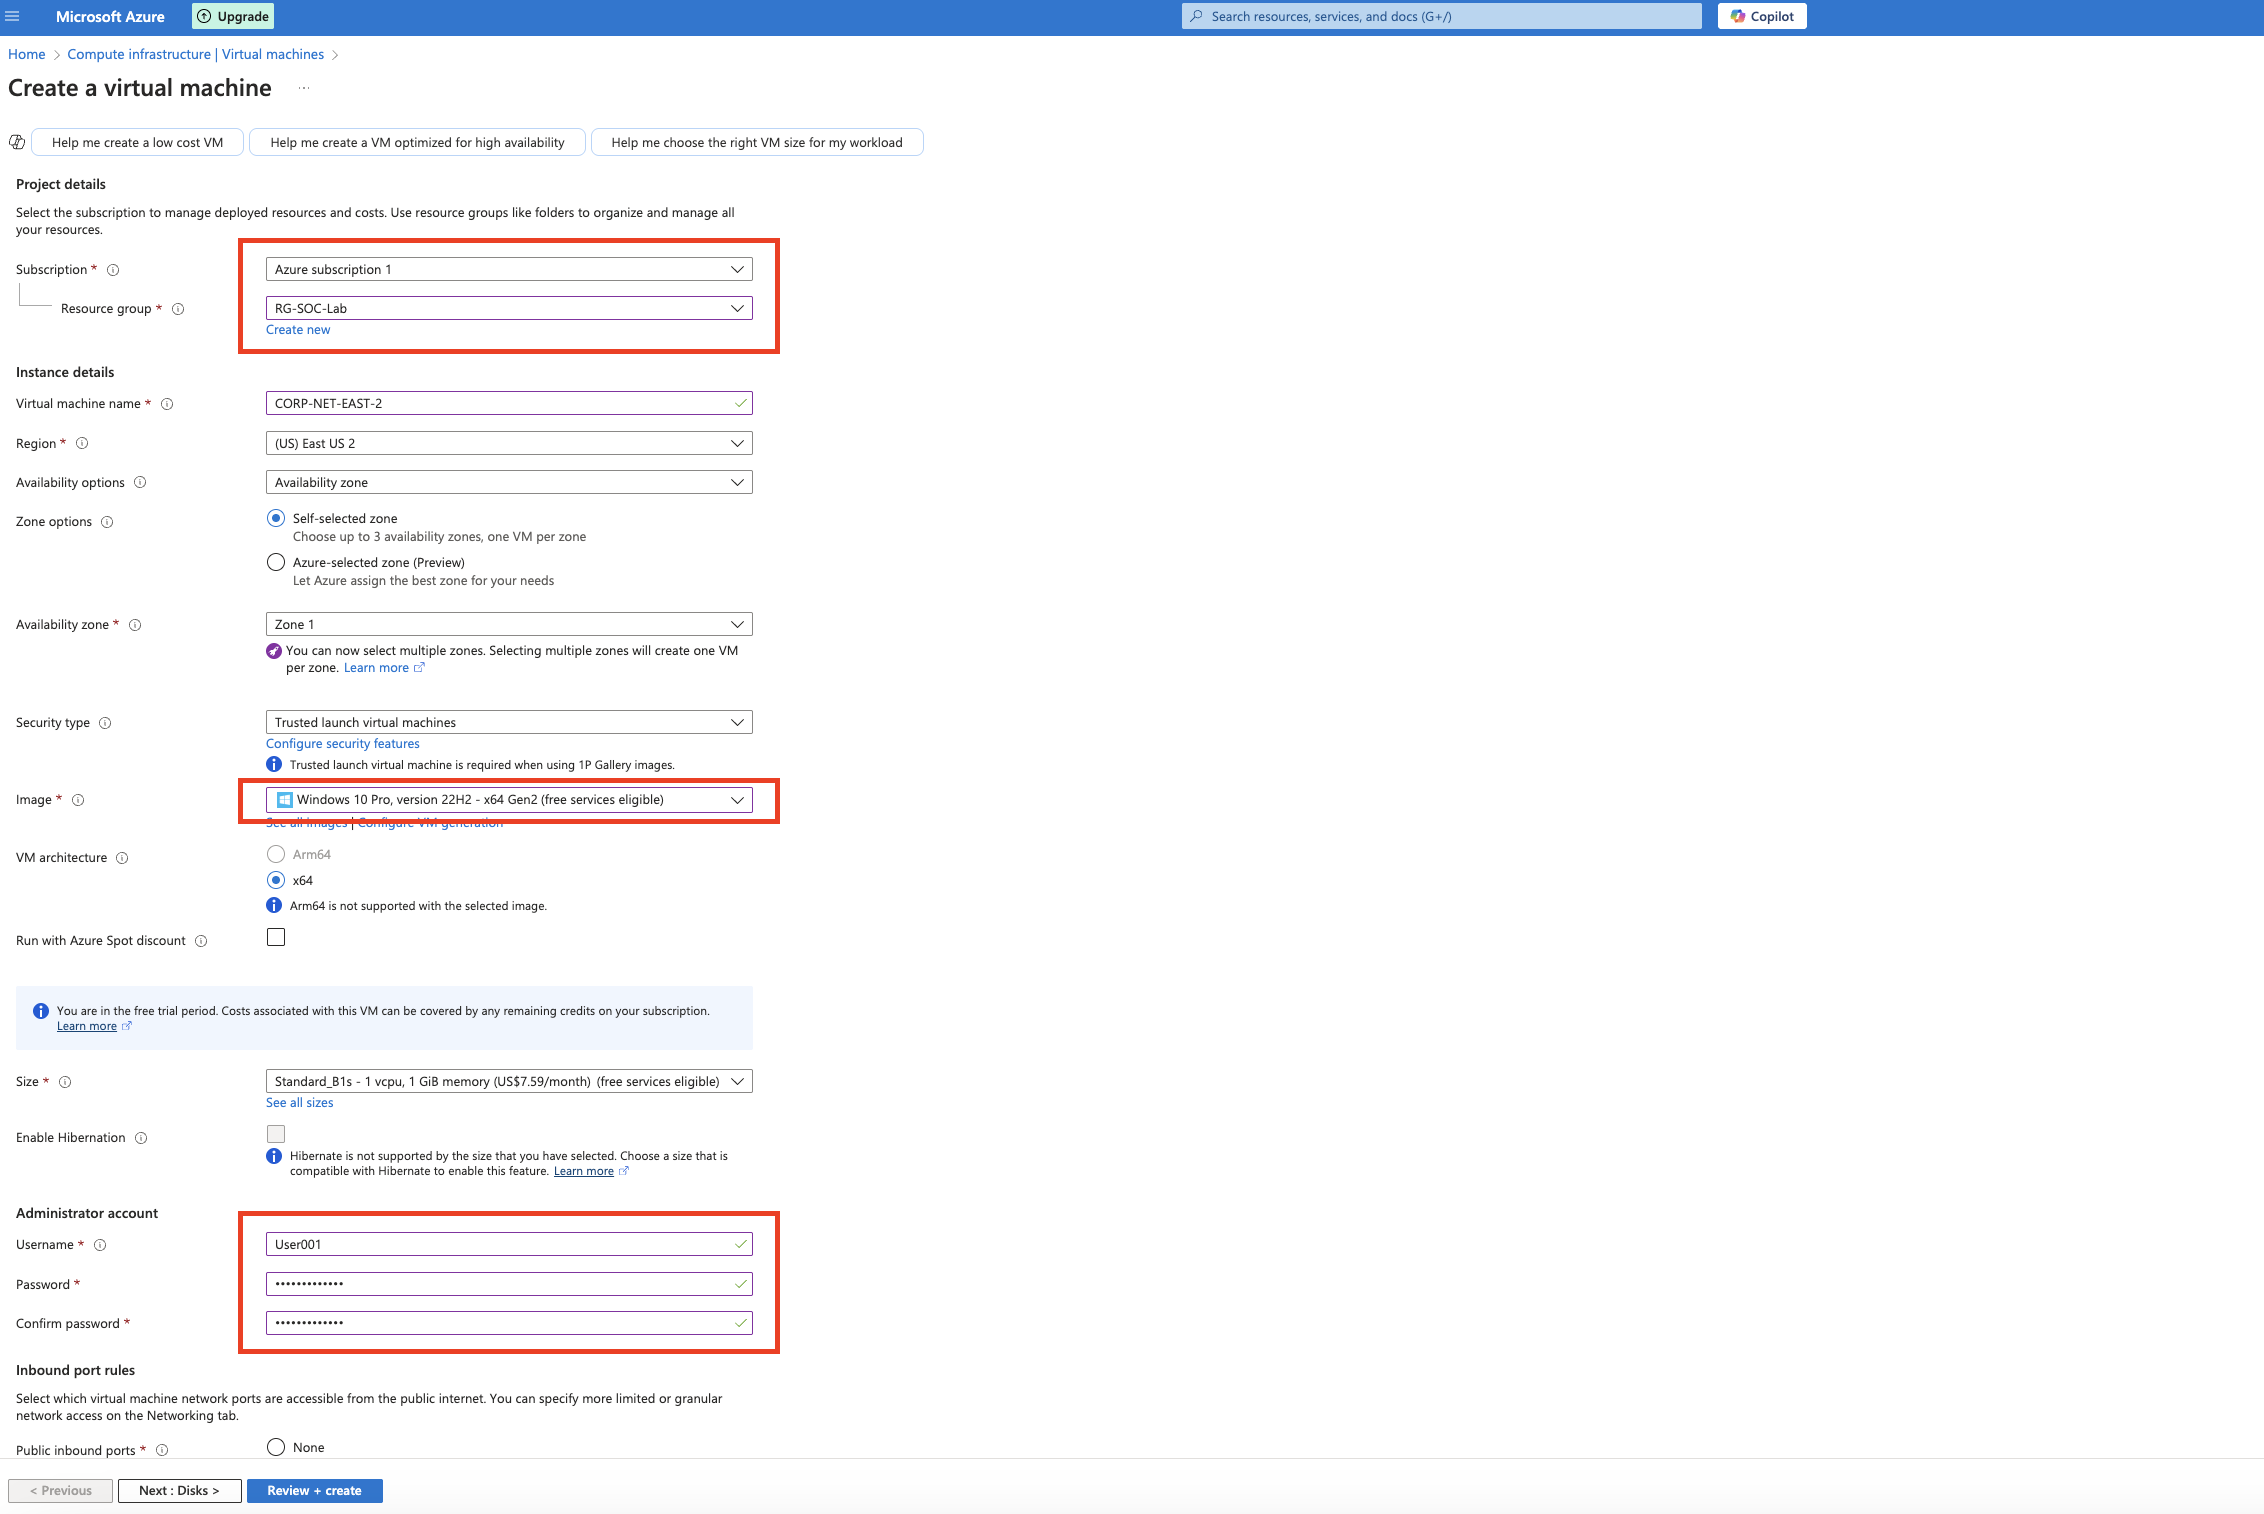 Microsoft Azure
Upgrade
Search resources, services, and docs (G+/)
Copilot
Home > Compute infrastructure | Virtual machines >
Create a virtual machine ...
Help me create a low cost VM
Help me create a VM optimized for high availability
Help me choose the right VM size for my workload
Project details
Select the subscription to manage deployed resources and costs. Use resource groups like folders to organize and manage all
your resources.
Subscription *
Azure subscription 1
Resource group *
RG-SOC-Lab
Create new
Instance details
Virtual machine name *
CORP-NET-EAST-2
Region *
(US) East US 2
Availability options
Availability zone
Zone options
Self-selected zone
Choose up to 3 availability zones, one VM per zone
Azure-selected zone (Preview)
Let Azure assign the best zone for your needs
Availability zone *
Zone 1
You can now select multiple zones. Selecting multiple zones will create one VM
per zone. Learn more
Security type
Trusted launch virtual machines
Configure security features
Trusted launch virtual machine is required when using 1P Gallery images.
Image *
Windows 10 Pro, version 22H2 - x64 Gen2 (free services eligible)
See all images | Configure VM generation
VM architecture
Arm64
x64
Arm64 is not supported with the selected image.
Run with Azure Spot discount
You are in the free trial period. Costs associated with this VM can be covered by any remaining credits on your subscription.
Learn more
Size *
Standard_B1s - 1 vcpu, 1 GiB memory (US$7.59/month) (free services eligible)
See all sizes
Enable Hibernation
Hibernate is not supported by the size that you have selected. Choose a size that is
compatible with Hibernate to enable this feature. Learn more
Administrator account
Username *
User001
Password *
•••••••••••••
Confirm password *
•••••••••••••
Inbound port rules
Select which virtual machine network ports are accessible from the public internet. You can specify more limited or granular
network access on the Networking tab.
Public inbound ports *
None
< Previous
Next : Disks >
Review + create